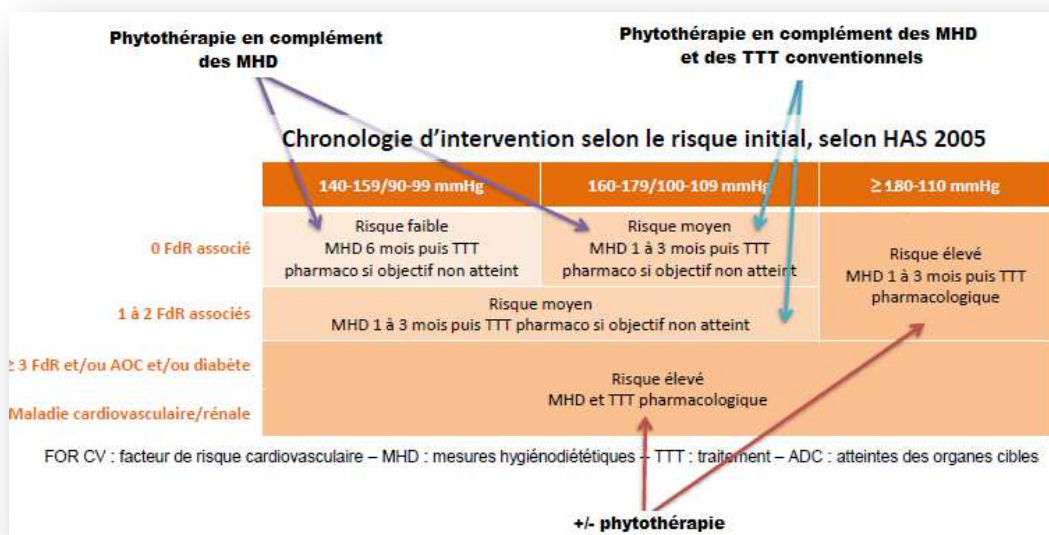 Phytothérapie en complément
des MHD
Phytothérapie en complément des MHD
et des TTT conventionnels
Chronologie d'intervention selon le risque initial, selon HAS 2005
140-159/90-99 mmHg
160-179/100-109 mmHg
≥ 180-110 mmHg
0 FdR associé
Risque faible
MHD 6 mois puis TTT
pharmaco si objectif non atteint
Risque moyen
MHD 1 à 3 mois puis TTT
pharmaco si objectif non atteint
Risque élevé
MHD 1 à 3 mois puis TTT
pharmacologique
1 à 2 FdR associés
Risque moyen
MHD 1 à 3 mois puis TTT pharmaco si objectif non atteint
≥ 3 FdR et/ou AOC et/ou diabète
Maladie cardiovasculaire/rénale
Risque élevé
MHD et TTT pharmacologique
FOR CV : facteur de risque cardiovasculaire – MHD : mesures hygiénodiététiques – TTT : traitement – ADC : atteintes des organes cibles
+/- phytothérapie